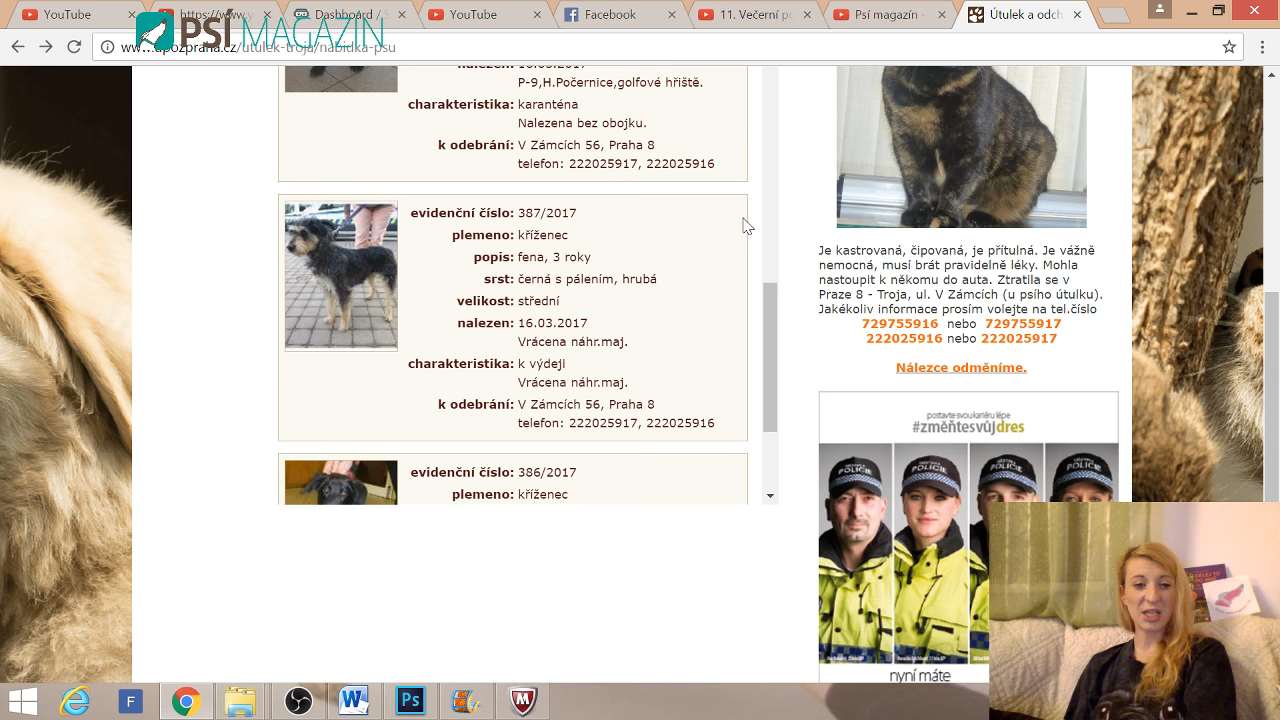 YouTube
https://www.y
Dashboard / S
YouTube
Facebook
11. Večerní po
Psí magazín -
Útulek a odch
PSÍ MAGAZÍN
/utulek-troja/nabidka-psu
P-9,H.Počernice,golfové hřiště.
charakteristika: karanténa
Nalezena bez obojku.
k odebrání: V Zámcích 56, Praha 8
telefon: 222025917, 222025916
evidenční číslo: 387/2017
plemeno: kříženec
popis: fena, 3 roky
srst: černá s pálením, hrubá
velikost: střední
nalezen: 16.03.2017
Vrácena náhr.maj.
charakteristika: k výdeji
Vrácena náhr.maj.
k odebrání: V Zámcích 56, Praha 8
telefon: 222025917, 222025916
evidenční číslo: 386/2017
plemeno: kříženec
Je kastrovaná, čipovaná, je přítulná. Je vážně
nemocná, musí brát pravidelně léky. Mohla
nastoupit k někomu do auta. Ztratila se v
Praze 8 - Troja, ul. V Zámcích (u psího útulku).
Jakékoliv informace prosím volejte na tel.číslo
729755916 nebo 729755917
222025916 nebo 222025917
Nálezce odměníme.
postavte svou kariéru lépe
#změňtesvůjdres
POLICIE
POLICIE
POLICIE
POLICIE
nyní máte
F
W
Ps